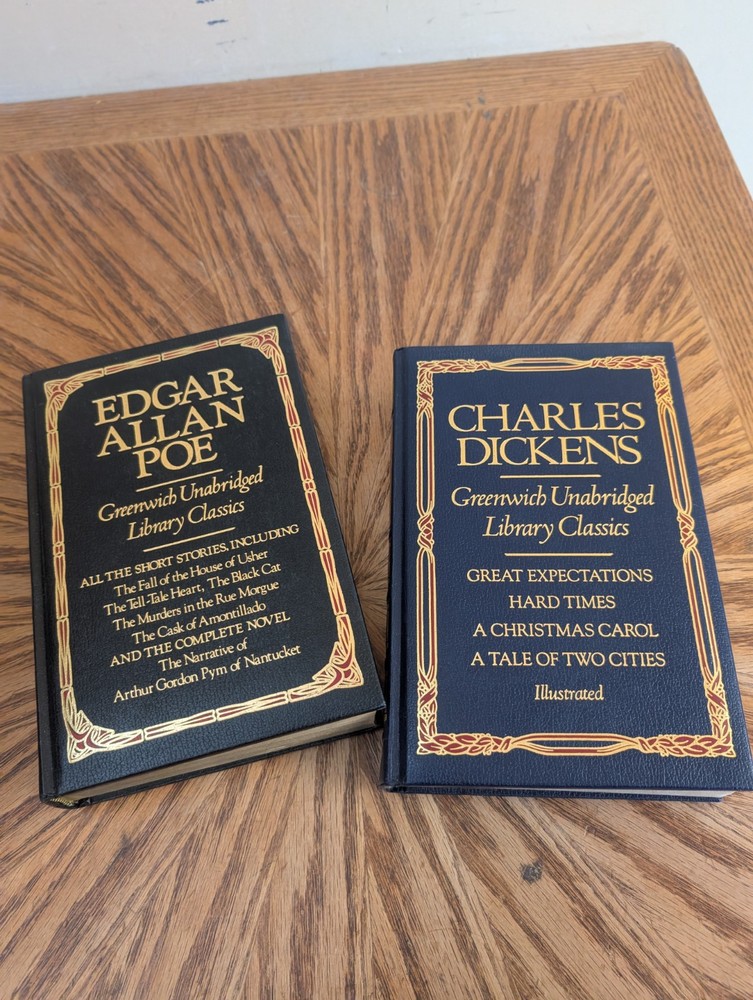 EDGAR
ALLAN
POE
Greenwich Unabridged
Library Classics
ALL THE SHORT STORIES, INCLUDING
The Fall of the House of Usher
The Tell-Tale Heart, The Black Cat
The Murders in the Rue Morgue
The Cask of Amontillado
AND THE COMPLETE NOVEL
The Narrative of
Arthur Gordon Pym of Nantucket
CHARLES
DICKENS
Greenwich Unabridged
Library Classics
GREAT EXPECTATIONS
HARD TIMES
A CHRISTMAS CAROL
A TALE OF TWO CITIES
Illustrated